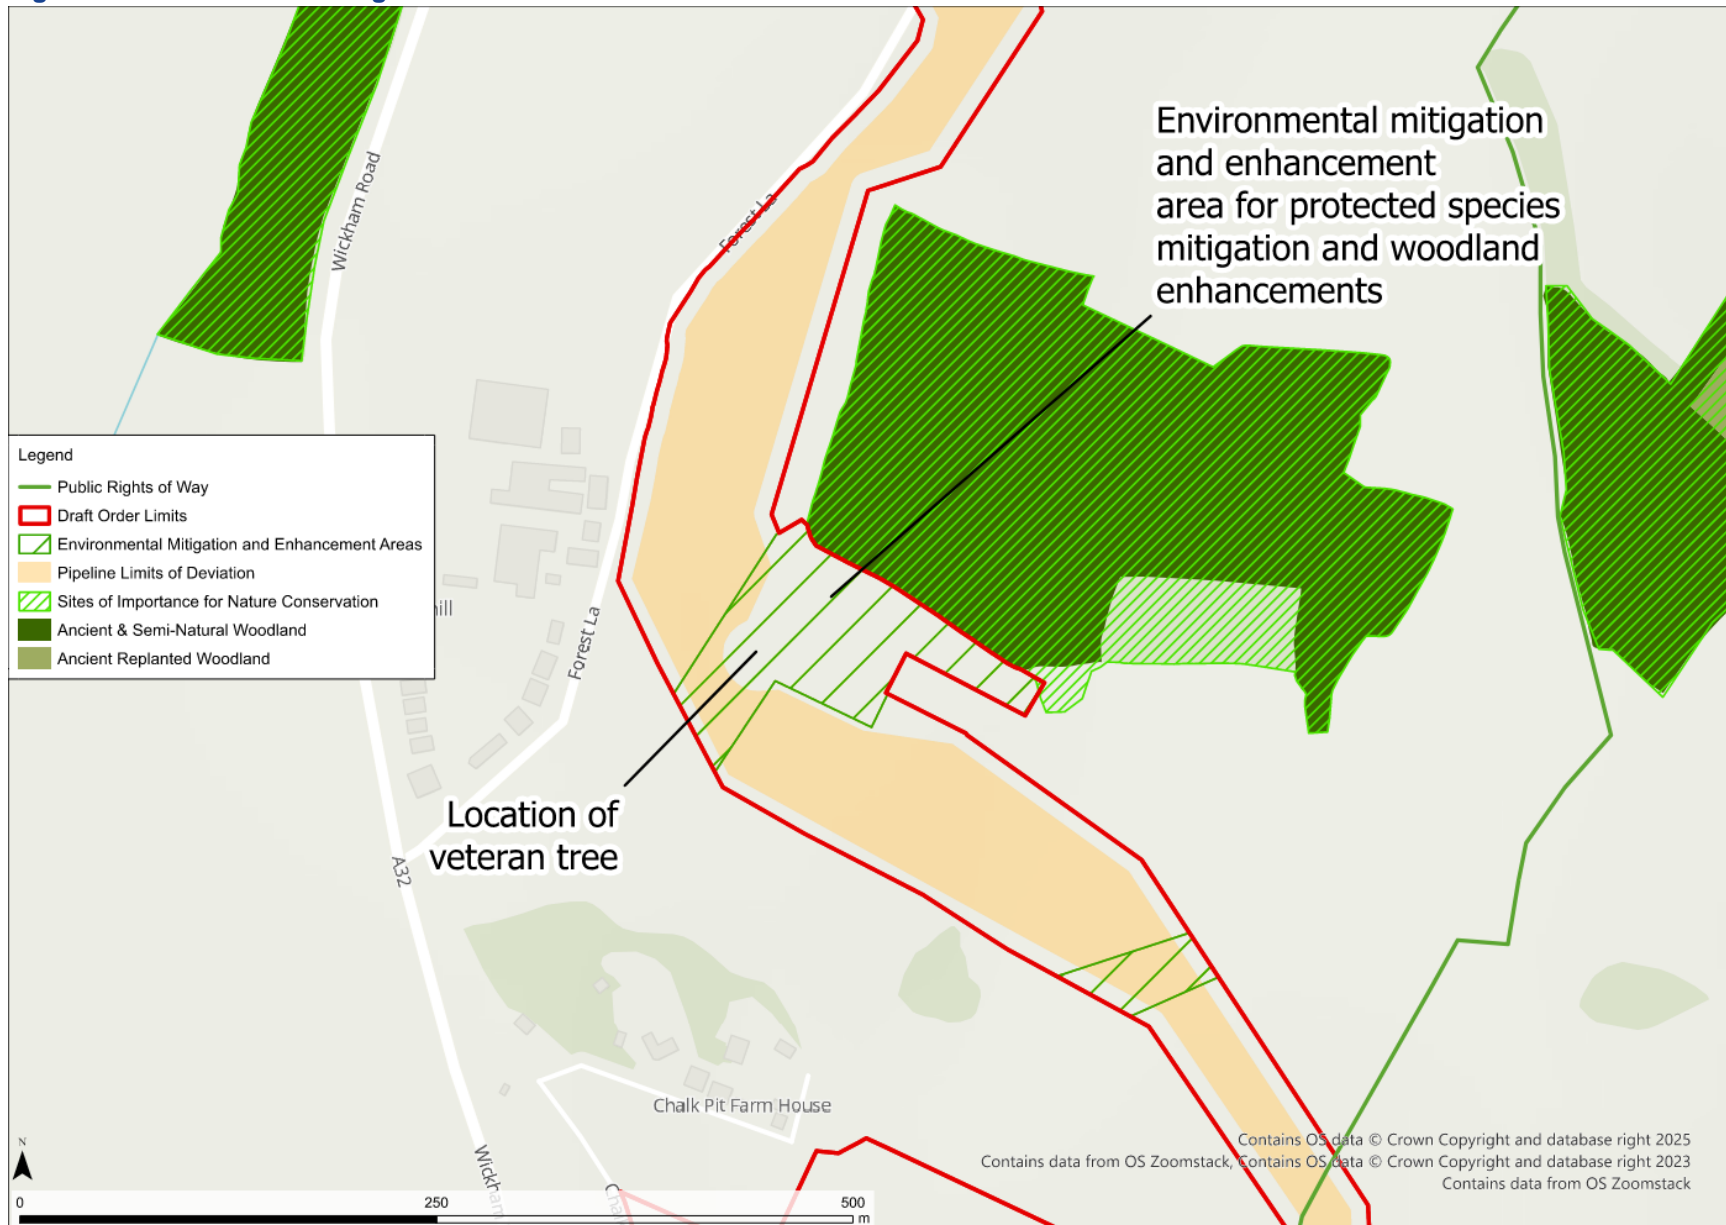 Environmental mitigation
and enhancement
area for protected species
mitigation and woodland
enhancements
Wickham Road
Forest La
Legend
Public Rights of Way
Draft Order Limits
Environmental Mitigation and Enhancement Areas
Pipeline Limits of Deviation
Sites of Importance for Nature Conservation
Ancient & Semi-Natural Woodland
Ancient Replanted Woodland
Forest La
Location of
veteran tree
A32
Chalk Pit Farm House
Wickham
Contains OS data © Crown Copyright and database right 2025
Contains data from OS Zoomstack, Contains OS data © Crown Copyright and database right 2023
Contains data from OS Zoomstack
N
0 250 500
m